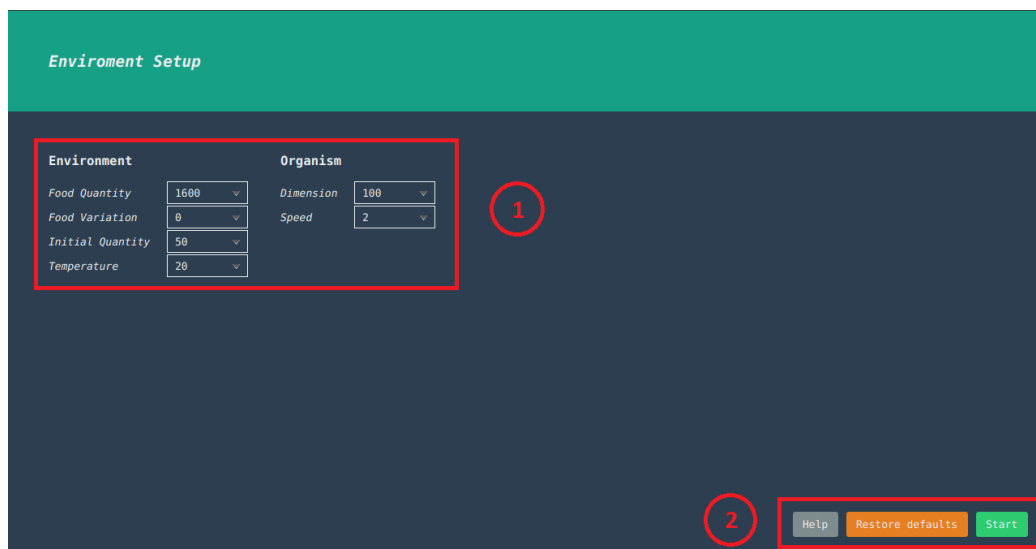 Enviroment Setup
Environment Organism
Food Quantity 1600 Dimension 100
Food Variation 0 Speed 2
Initial Quantity 50
Temperature 20
1
2 Help Restore defaults Start